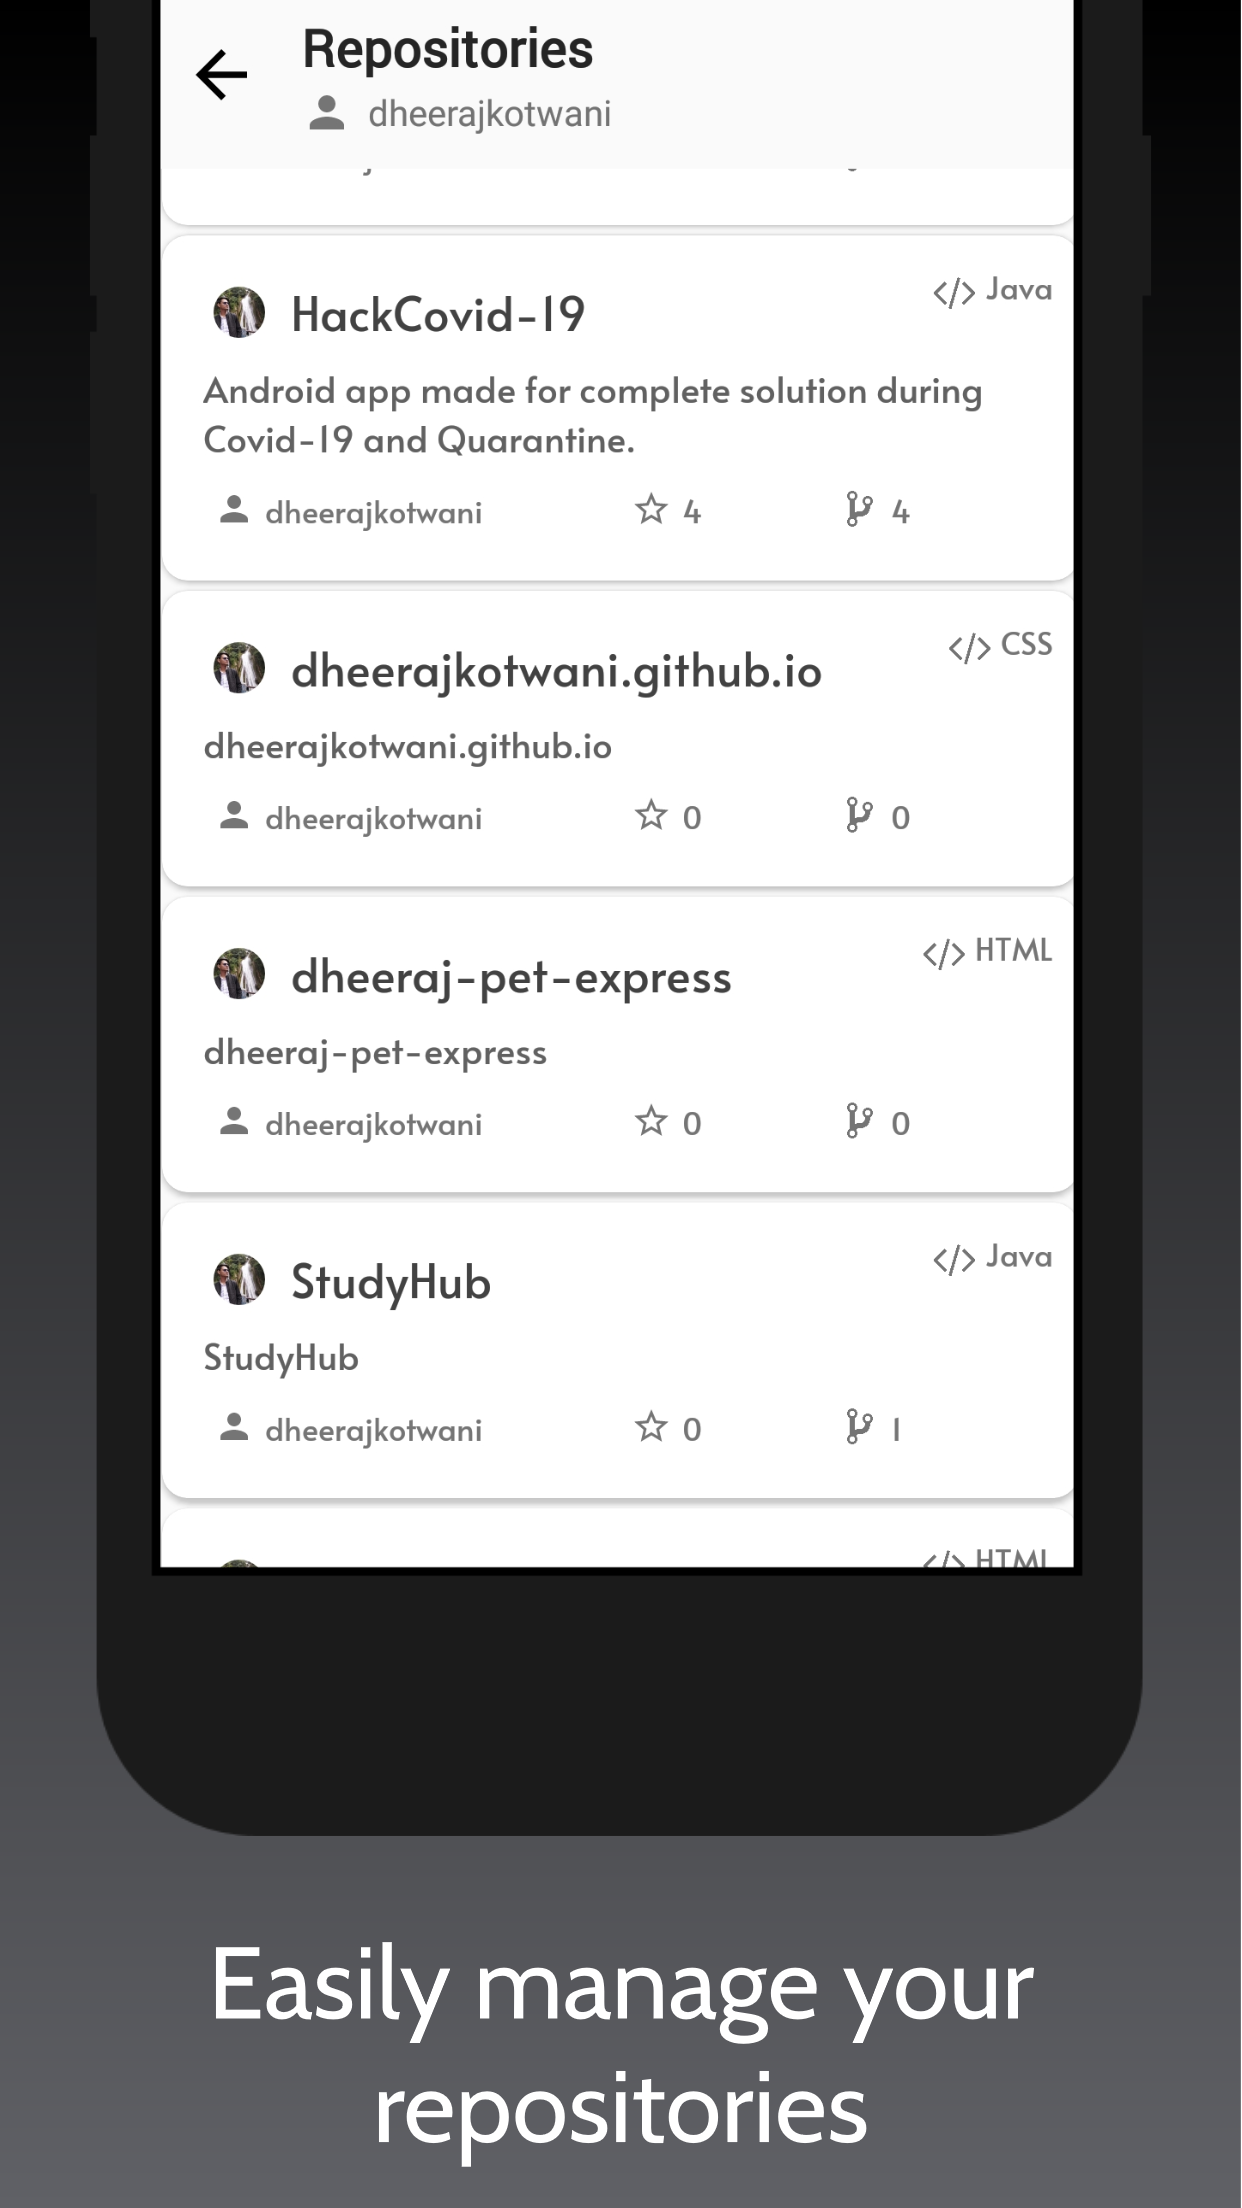 Repositories
dheerajkotwani
HackCovid-19
Java
Android app made for complete solution during
Covid-19 and Quarantine.
dheerajkotwani 4 4
dheerajkotwani.github.io
CSS
dheerajkotwani.github.io
dheerajkotwani 0 0
dheeraj-pet-express
HTML
dheeraj-pet-express
dheerajkotwani 0 0
StudyHub
Java
StudyHub
dheerajkotwani 0 1
HTML
Easily manage your
repositories